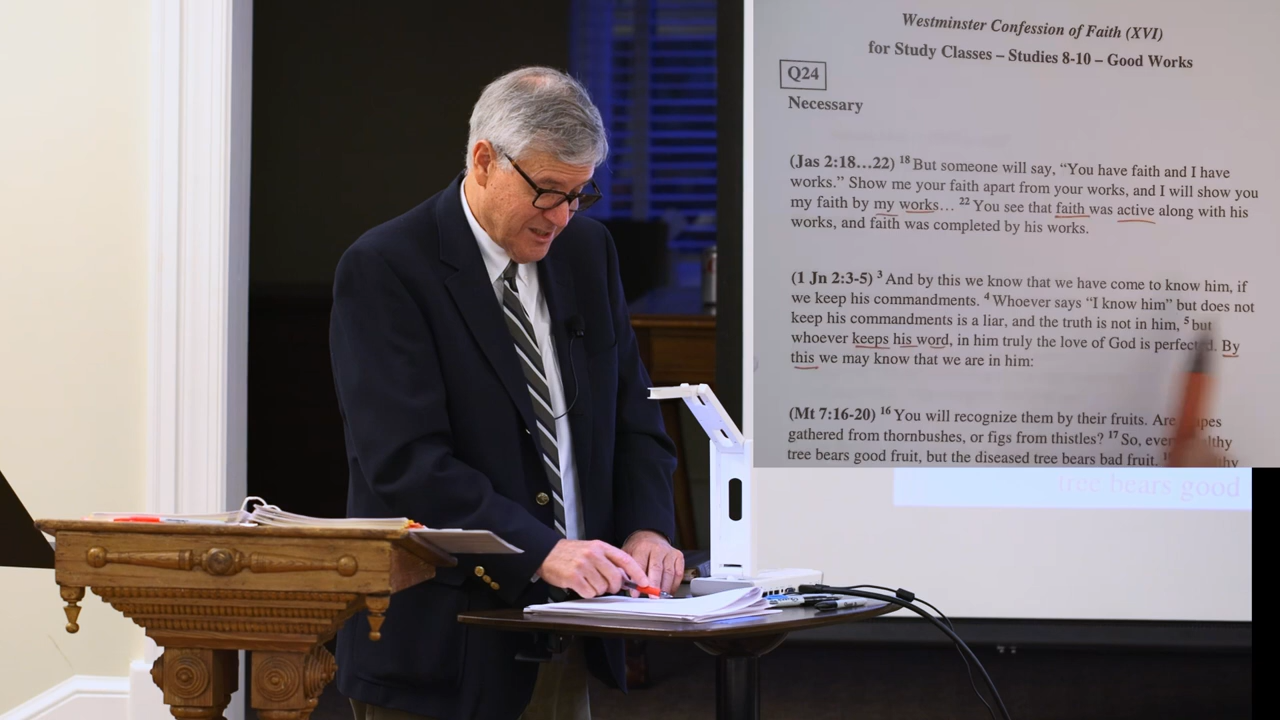 Westminster Confession of Faith (XVI)
for Study Classes – Studies 8-10 – Good Works
Q24
Necessary
(Jas 2:18…22) 18 But someone will say, “You have faith and I have
works.” Show me your faith apart from your works, and I will show you
my faith by my works… 22 You see that faith was active along with his
works, and faith was completed by his works.
(1 Jn 2:3-5) 3 And by this we know that we have come to know him, if
we keep his commandments. 4 Whoever says “I know him” but does not
keep his commandments is a liar, and the truth is not in him, 5 but
whoever keeps his word, in him truly the love of God is perfected. By
this we may know that we are in him:
(Mt 7:16-20) 16 You will recognize them by their fruits. Are
gathered from thornbushes, or figs from thistles? 17 So,
tree bears good fruit, but the diseased tree bears bad fruit.
tree bears good